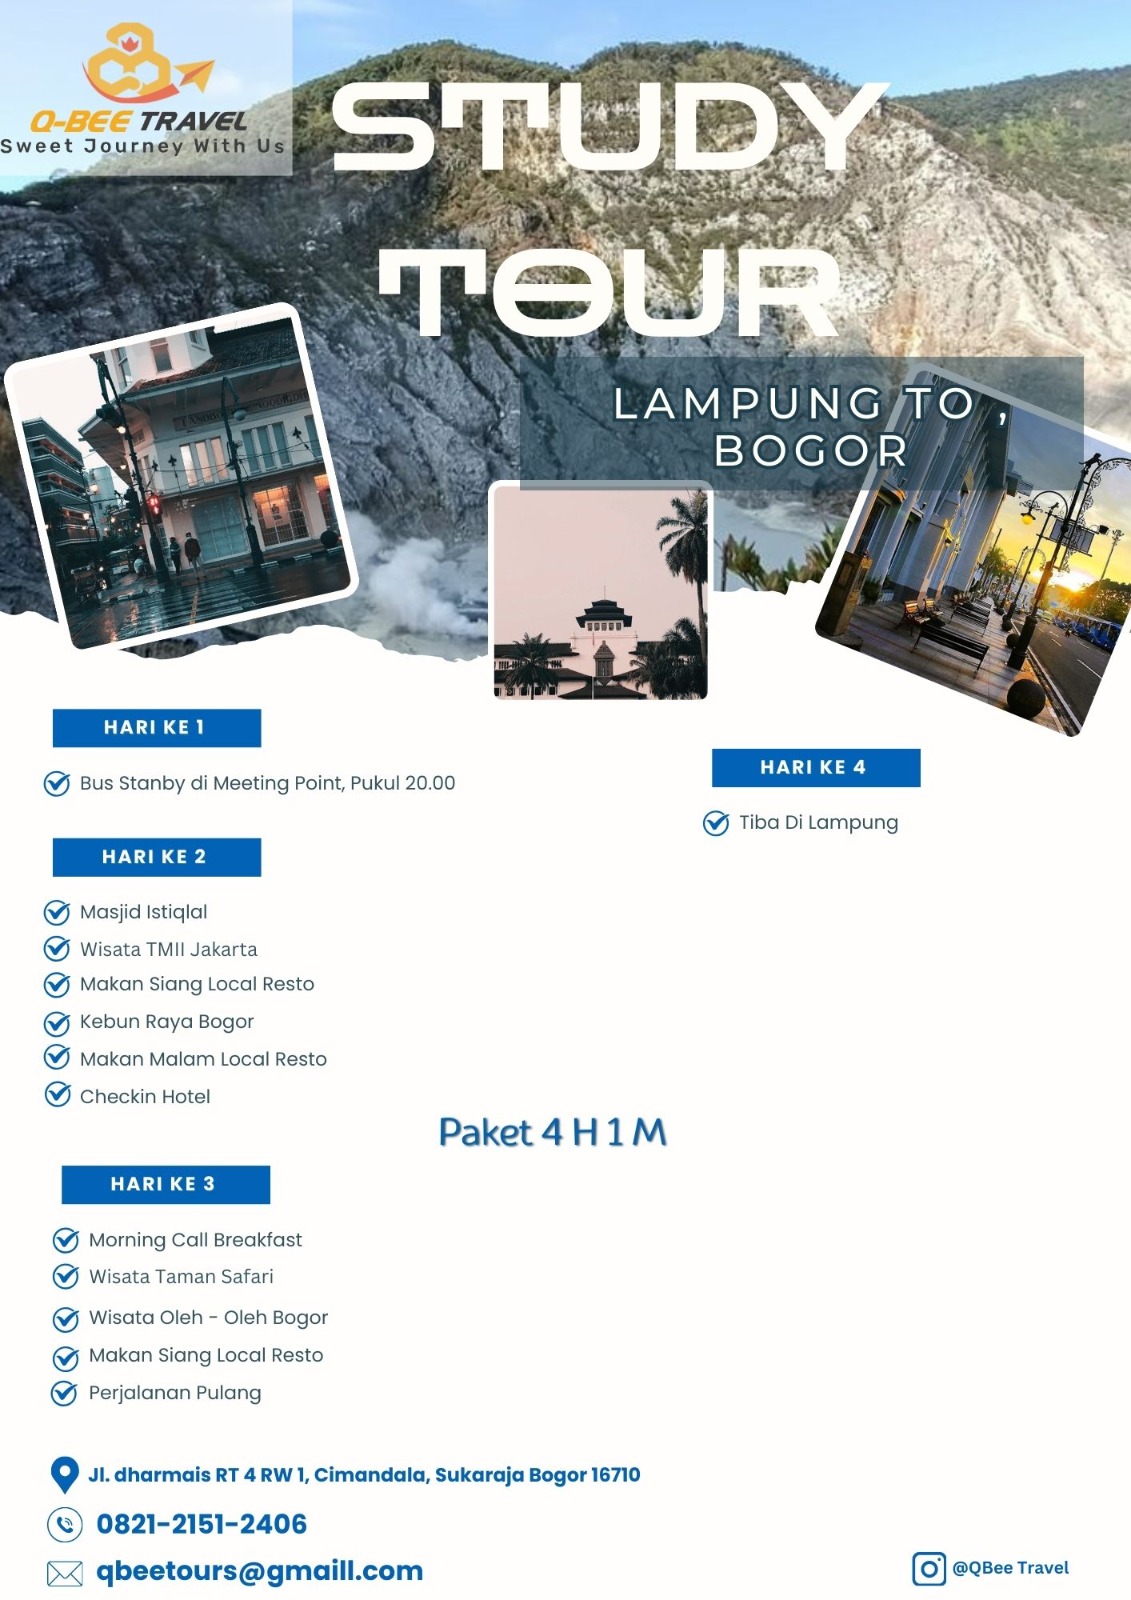 Q-BEE TRAVEL
Sweet Journey With Us
STUDY
TOUR
LAMPUNG TO ,
BOGOR
HARI KE 1
Bus Stanby di Meeting Point, Pukul 20.00
HARI KE 2
Masjid Istiqlal
Wisata TMII Jakarta
Makan Siang Local Resto
Kebun Raya Bogor
Makan Malam Local Resto
Checkin Hotel
HARI KE 4
Tiba Di Lampung
Paket 4 H 1 M
HARI KE 3
Morning Call Breakfast
Wisata Taman Safari
Wisata Oleh - Oleh Bogor
Makan Siang Local Resto
Perjalanan Pulang
Jl. dharmais RT 4 RW 1, Cimandala, Sukaraja Bogor 16710
0821-2151-2406
qbeetours@gmaill.com
@QBee Travel